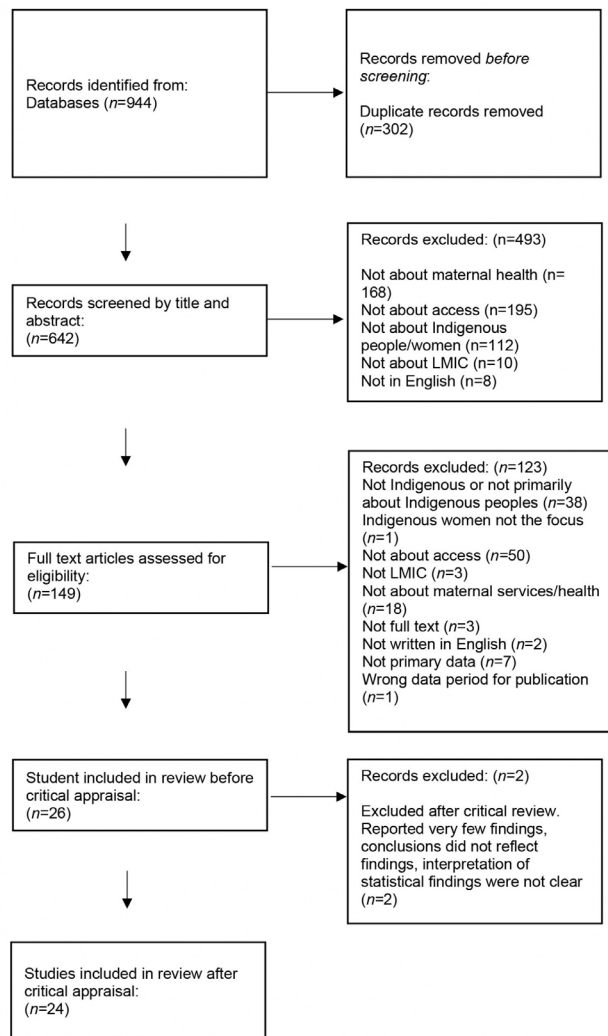 Records identified from:
Databases (n=944)
Records removed before
screening:
Duplicate records removed
(n=302)
Records screened by title and
abstract:
(n=642)
Records excluded: (n=493)
Not about maternal health (n=
168)
Not about access (n=195)
Not about Indigenous
people/women (n=112)
Not about LMIC (n=10)
Not in English (n=8)
Full text articles assessed for
eligibility:
(n=149)
Records excluded: (n=123)
Not Indigenous or not primarily
about Indigenous peoples (n=38)
Indigenous women not the focus
(n=1)
Not about access (n=50)
Not LMIC (n=3)
Not about maternal services/health
(n=18)
Not full text (n=3)
Not written in English (n=2)
Not primary data (n=7)
Wrong data period for publication
(n=1)
Student included in review before
critical appraisal:
(n=26)
Records excluded: (n=2)
Excluded after critical review.
Reported very few findings,
conclusions did not reflect
findings, interpretation of
statistical findings were not clear
(n=2)
Studies included in review after
critical appraisal:
(n=24)